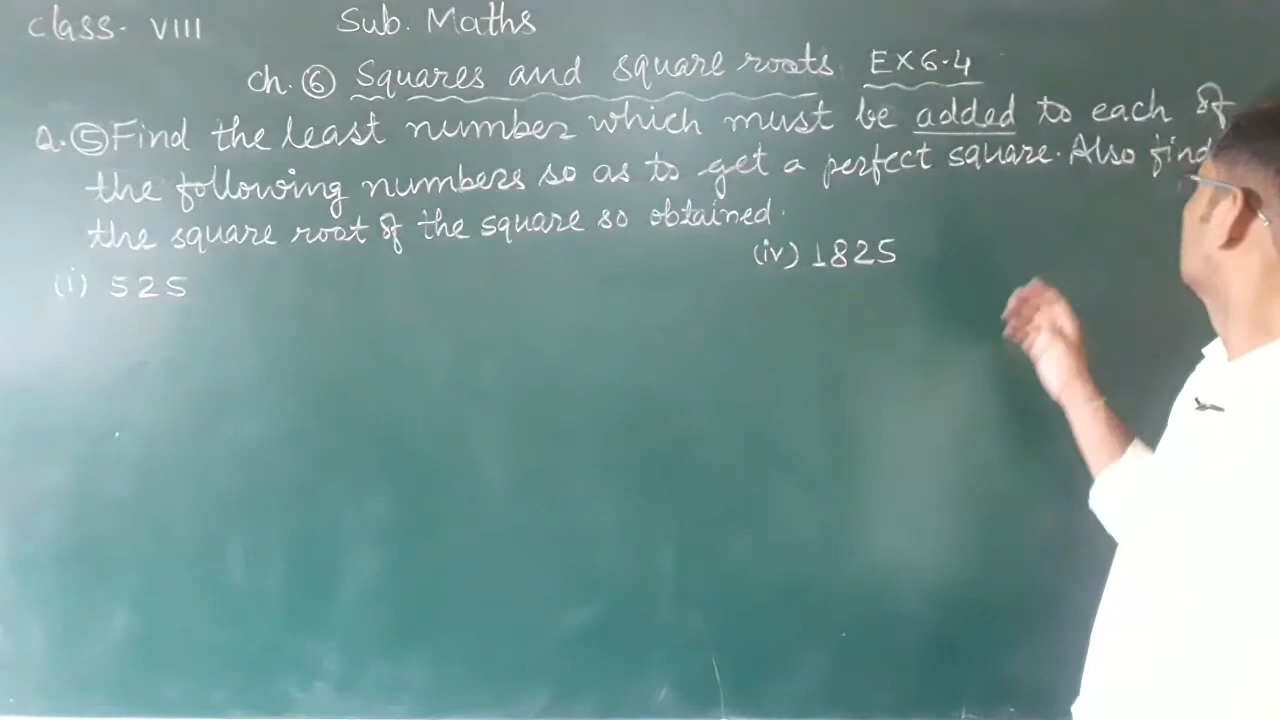 Class- VIII Sub. Maths
Ch. 6 Squares and square roots EX 6.4
Q. 5 Find the least number which must be added to each of
the following numbers so as to get a perfect square. Also find
the square root of the square so obtained.
(i) 525 (iv) 1825